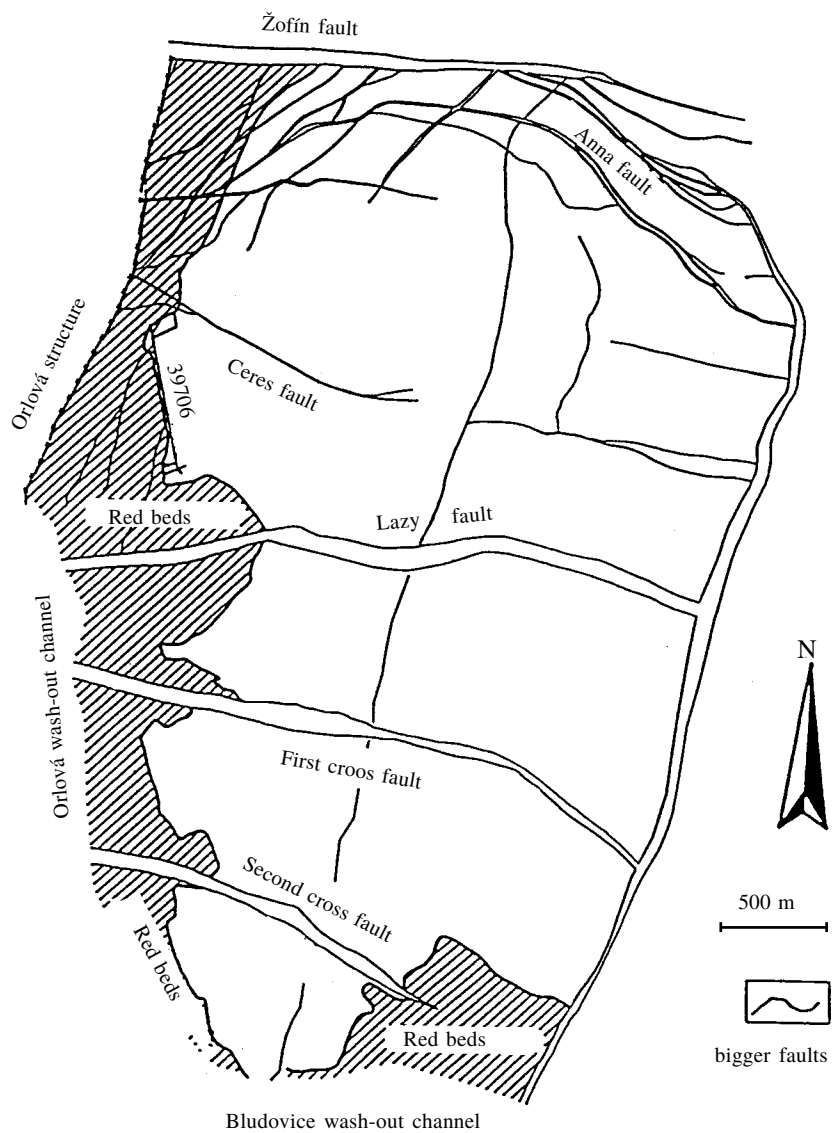 Žofín fault
Anna fault
Orlová structure
Ceres fault
39706
Red beds
Lazy fault
Orlová wash-out channel
N
First croos fault
Second cross fault
500 m
Red beds
Red beds
bigger faults
Bludovice wash-out channel